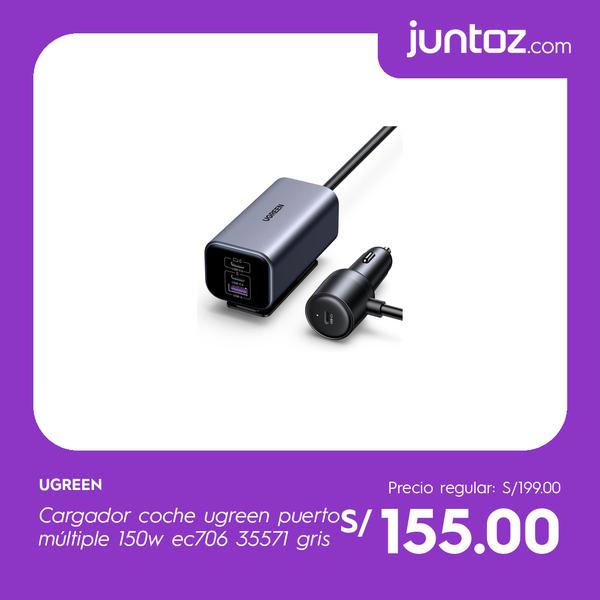 juntoz.com
UGREEN
UGREEN
Precio regular: S/199.00
Cargador coche ugreen puerto
múltiple 150w ec706 35571 gris
S/ 155.00